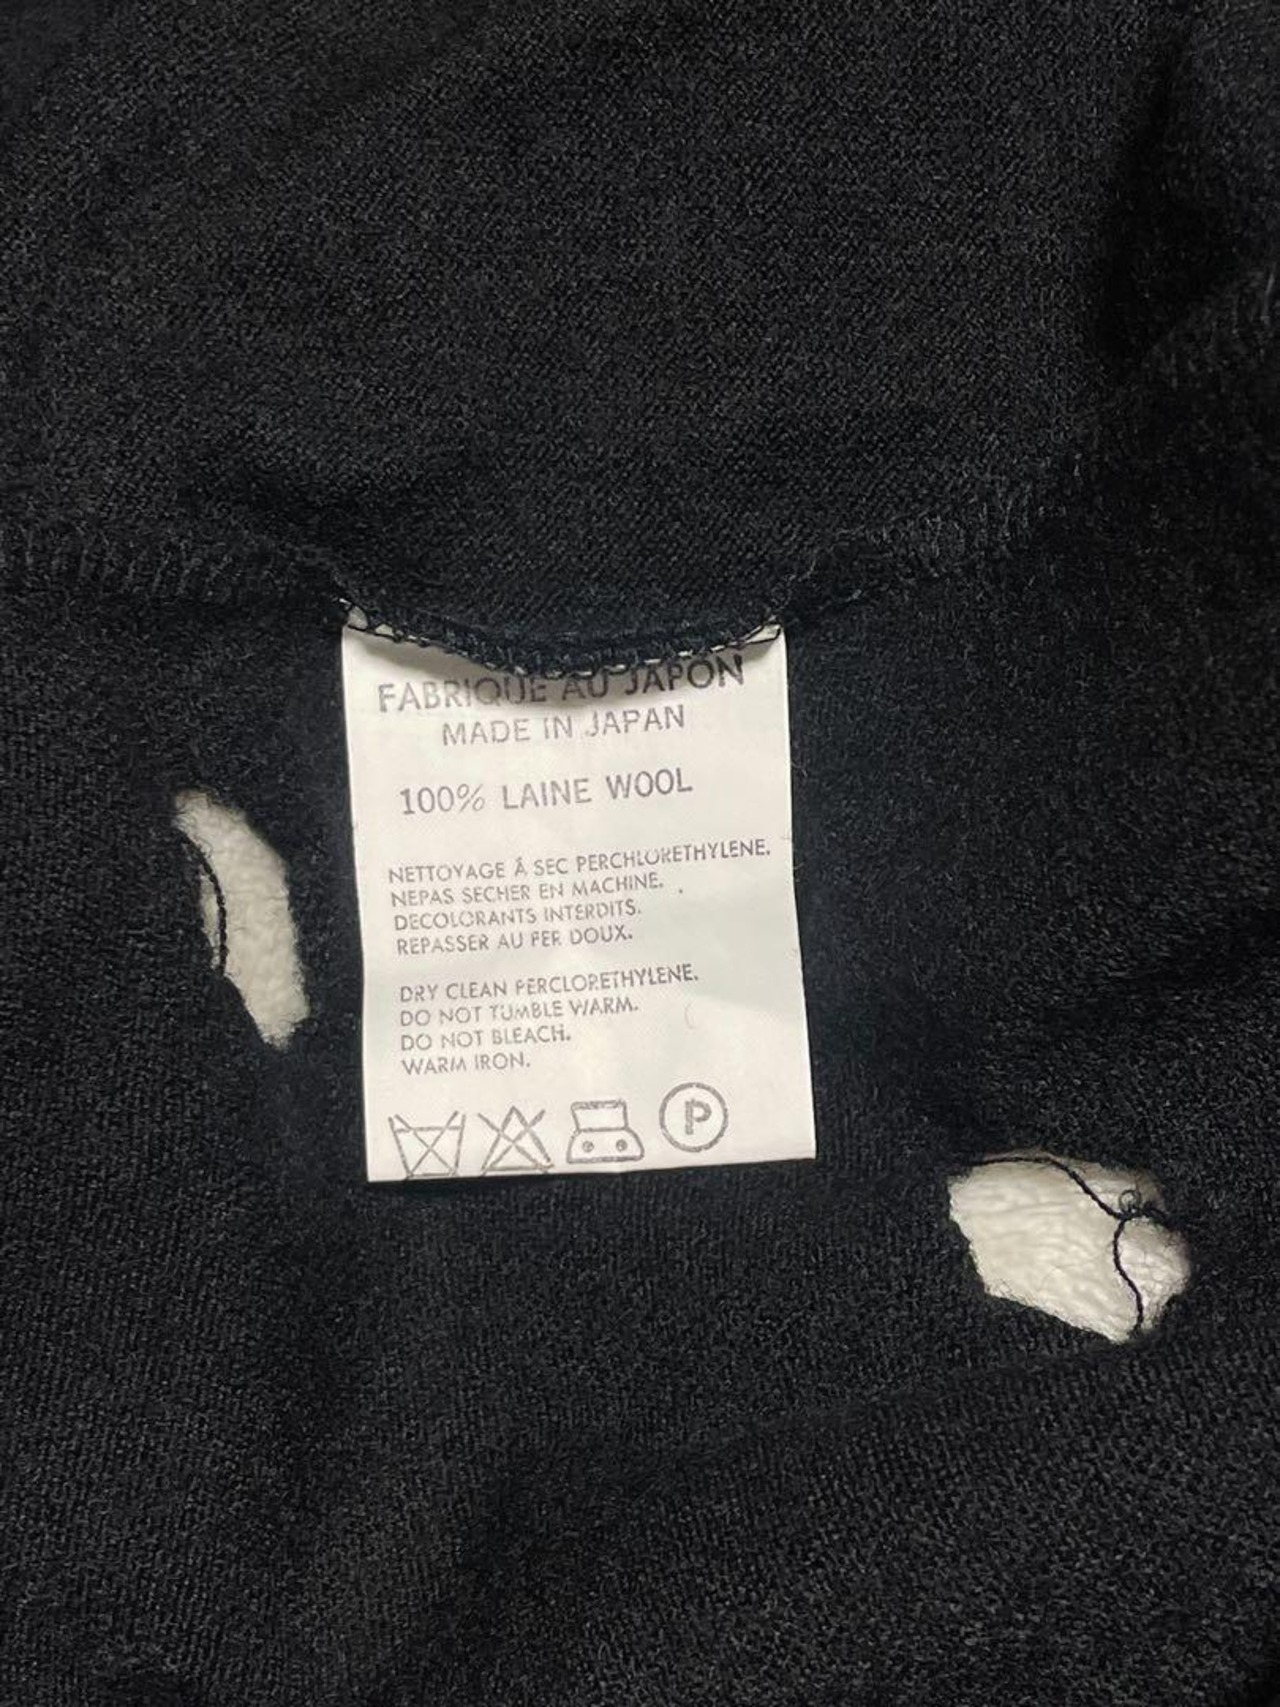 FABRIQUE AU JAPON
MADE IN JAPAN
100% LAINE WOOL
NETTOYAGE Á SEC PERCHLORETHYLENE.
NEPAS SECHER EN MACHINE.
DECOLORANTS INTERDITS.
REPASSER AU FER DOUX.
DRY CLEAN PERCLORETHYLENE.
DO NOT TUMBLE WARM.
DO NOT BLEACH.
WARM IRON.
P